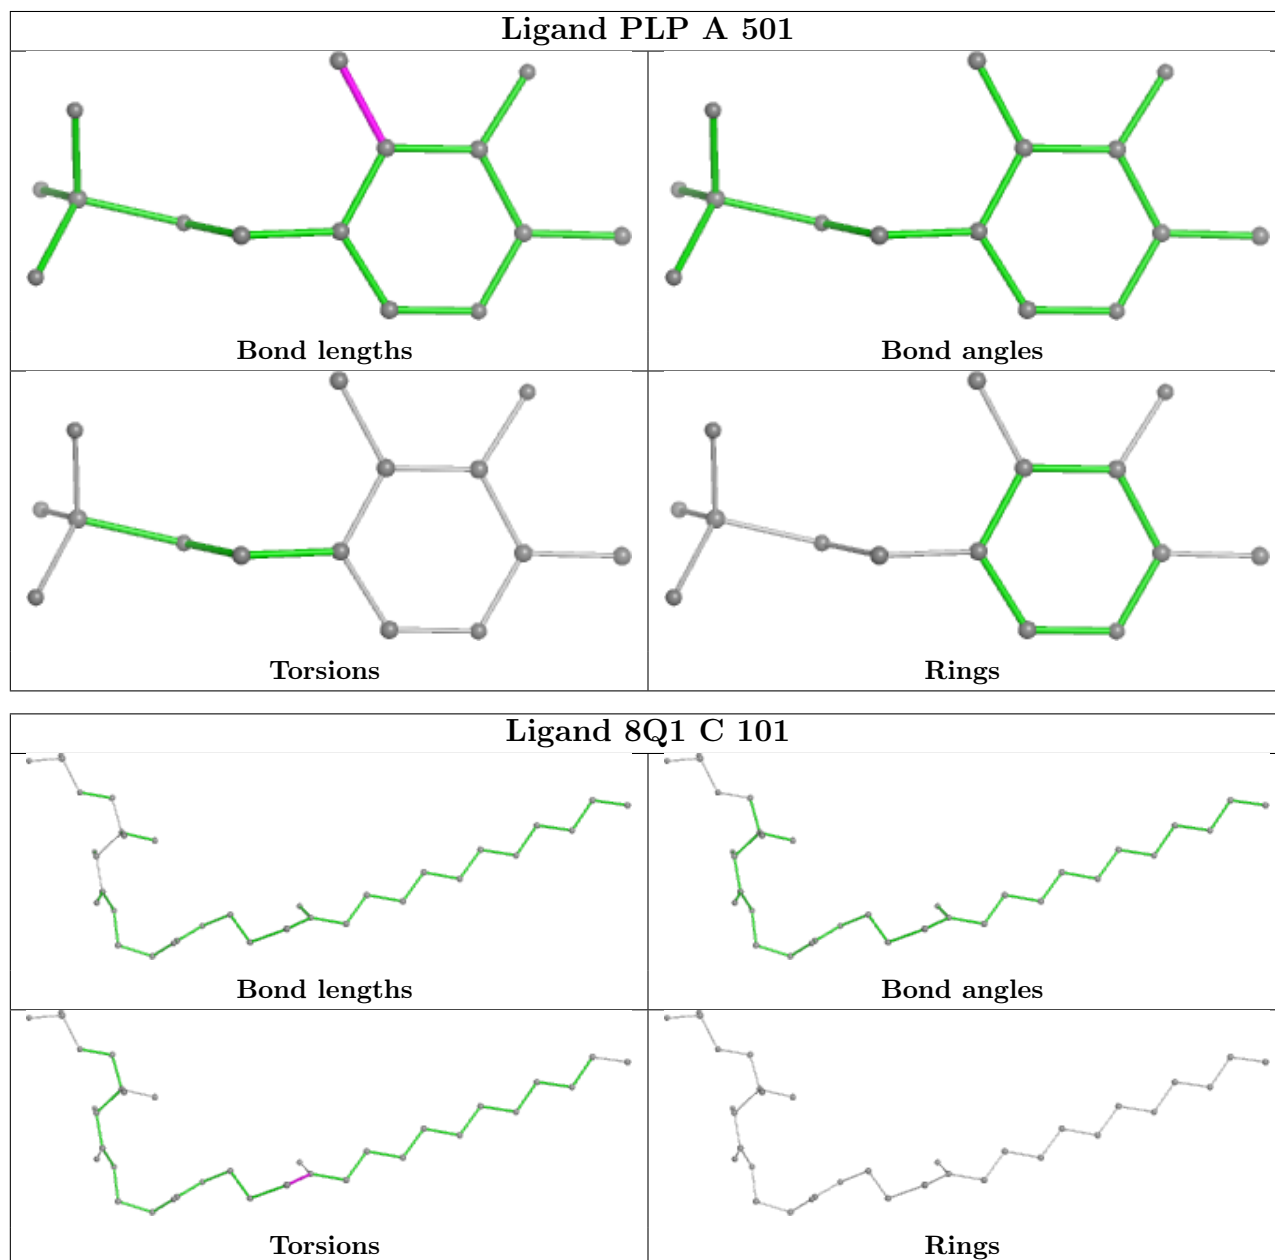 Ligand PLP A 501
Bond lengths
Bond angles
Torsions
Rings
Ligand 8Q1 C 101
Bond lengths
Bond angles
Torsions
Rings